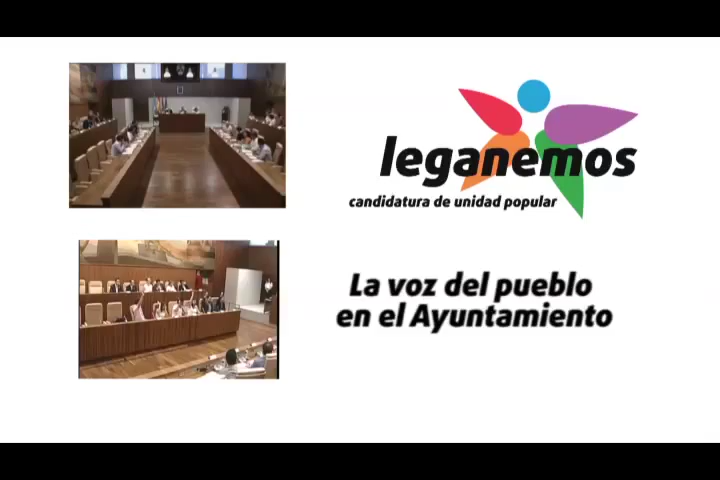 leganemos
candidatura de unidad popular
La voz del pueblo
en el Ayuntamiento